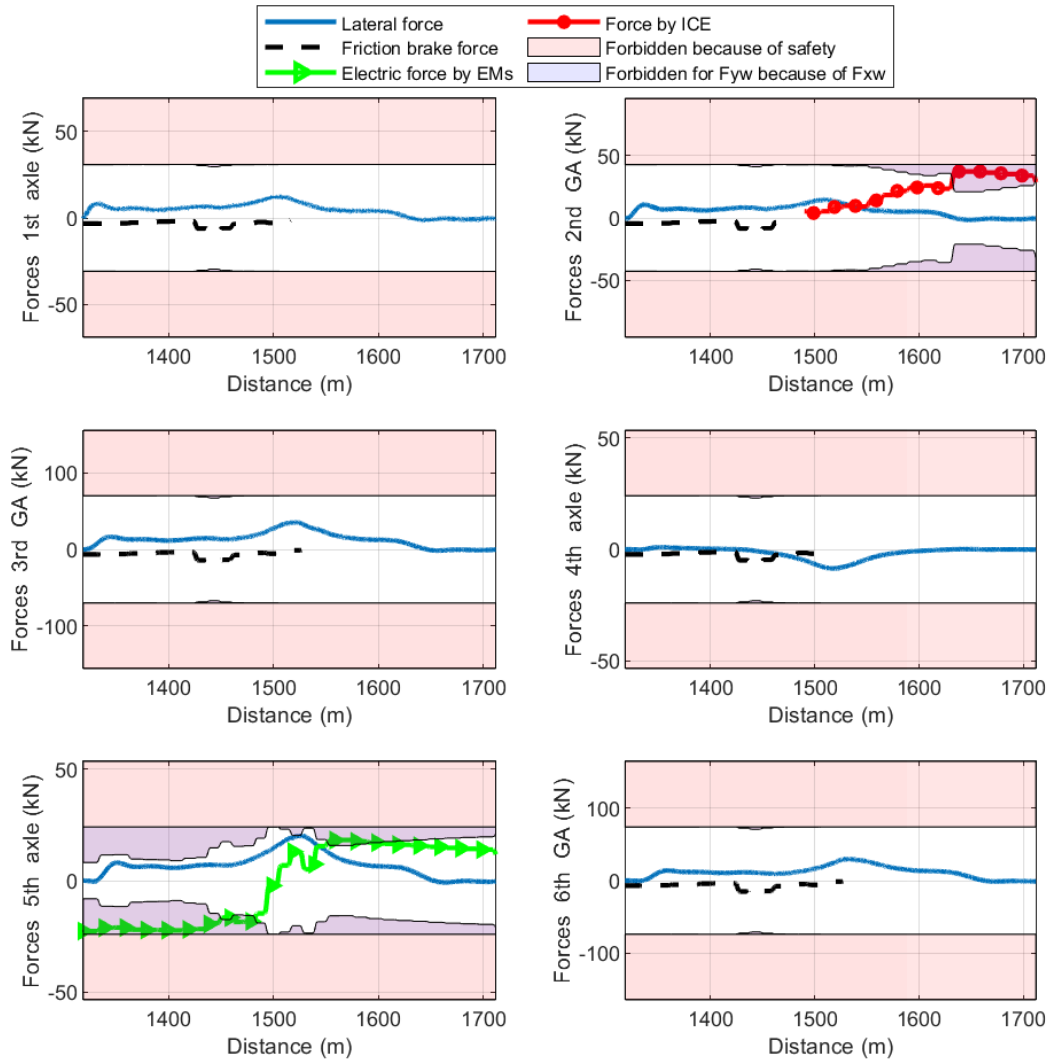 Lateral force
Friction brake force
Electric force by EMs
Force by ICE
Forbidden because of safety
Forbidden for Fyw because of Fxw
Forces 1st axle (kN)
50
0
-50
1400 1500 1600 1700
Distance (m)
Forces 2nd GA (kN)
50
0
-50
1400 1500 1600 1700
Distance (m)
Forces 3rd GA (kN)
100
0
-100
1400 1500 1600 1700
Distance (m)
Forces 4th axle (kN)
50
0
-50
1400 1500 1600 1700
Distance (m)
Forces 5th axle (kN)
50
0
-50
1400 1500 1600 1700
Distance (m)
Forces 6th GA (kN)
100
0
-100
1400 1500 1600 1700
Distance (m)